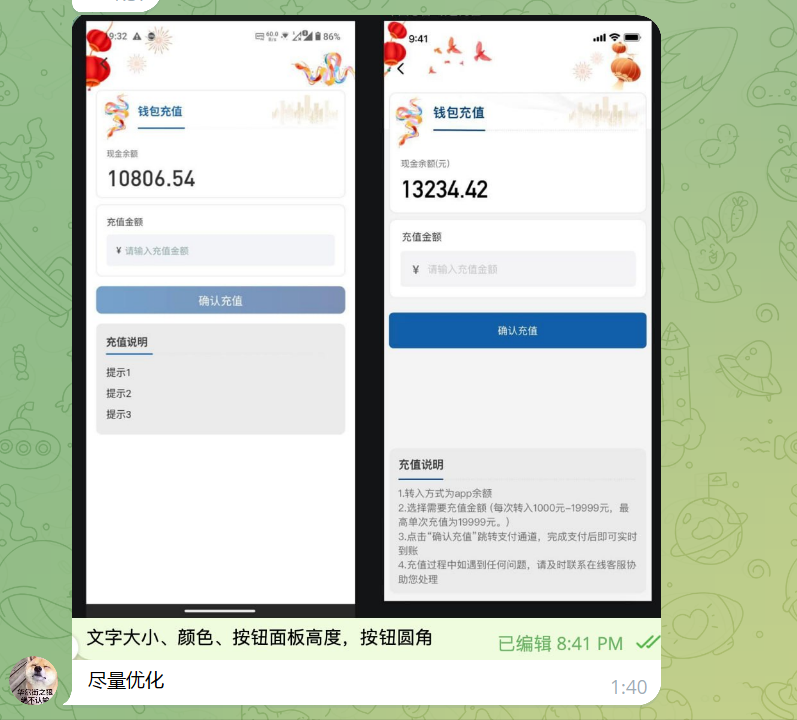 9:32
60.0
86%
钱包充值
现金余额
10806.54
充值金额
¥ 请输入充值金额
确认充值
充值说明
提示1
提示2
提示3
9:41
钱包充值
现金余额(元)
13234.42
充值金额
¥ 请输入充值金额
确认充值
充值说明
1.转入方式为app余额
2.选择需要充值金额 (每次转入1000元-19999元，最
高单次充值为19999元。)
3.点击“确认充值”跳转支付通道，完成支付后即可实时
到账
4.充值过程中如遇到任何问题，请及时联系在线客服协
助您处理
文字大小、颜色、按钮面板高度，按钮圆角
已编辑 8:41 PM
尽量优化
1:40
华尔街之狼